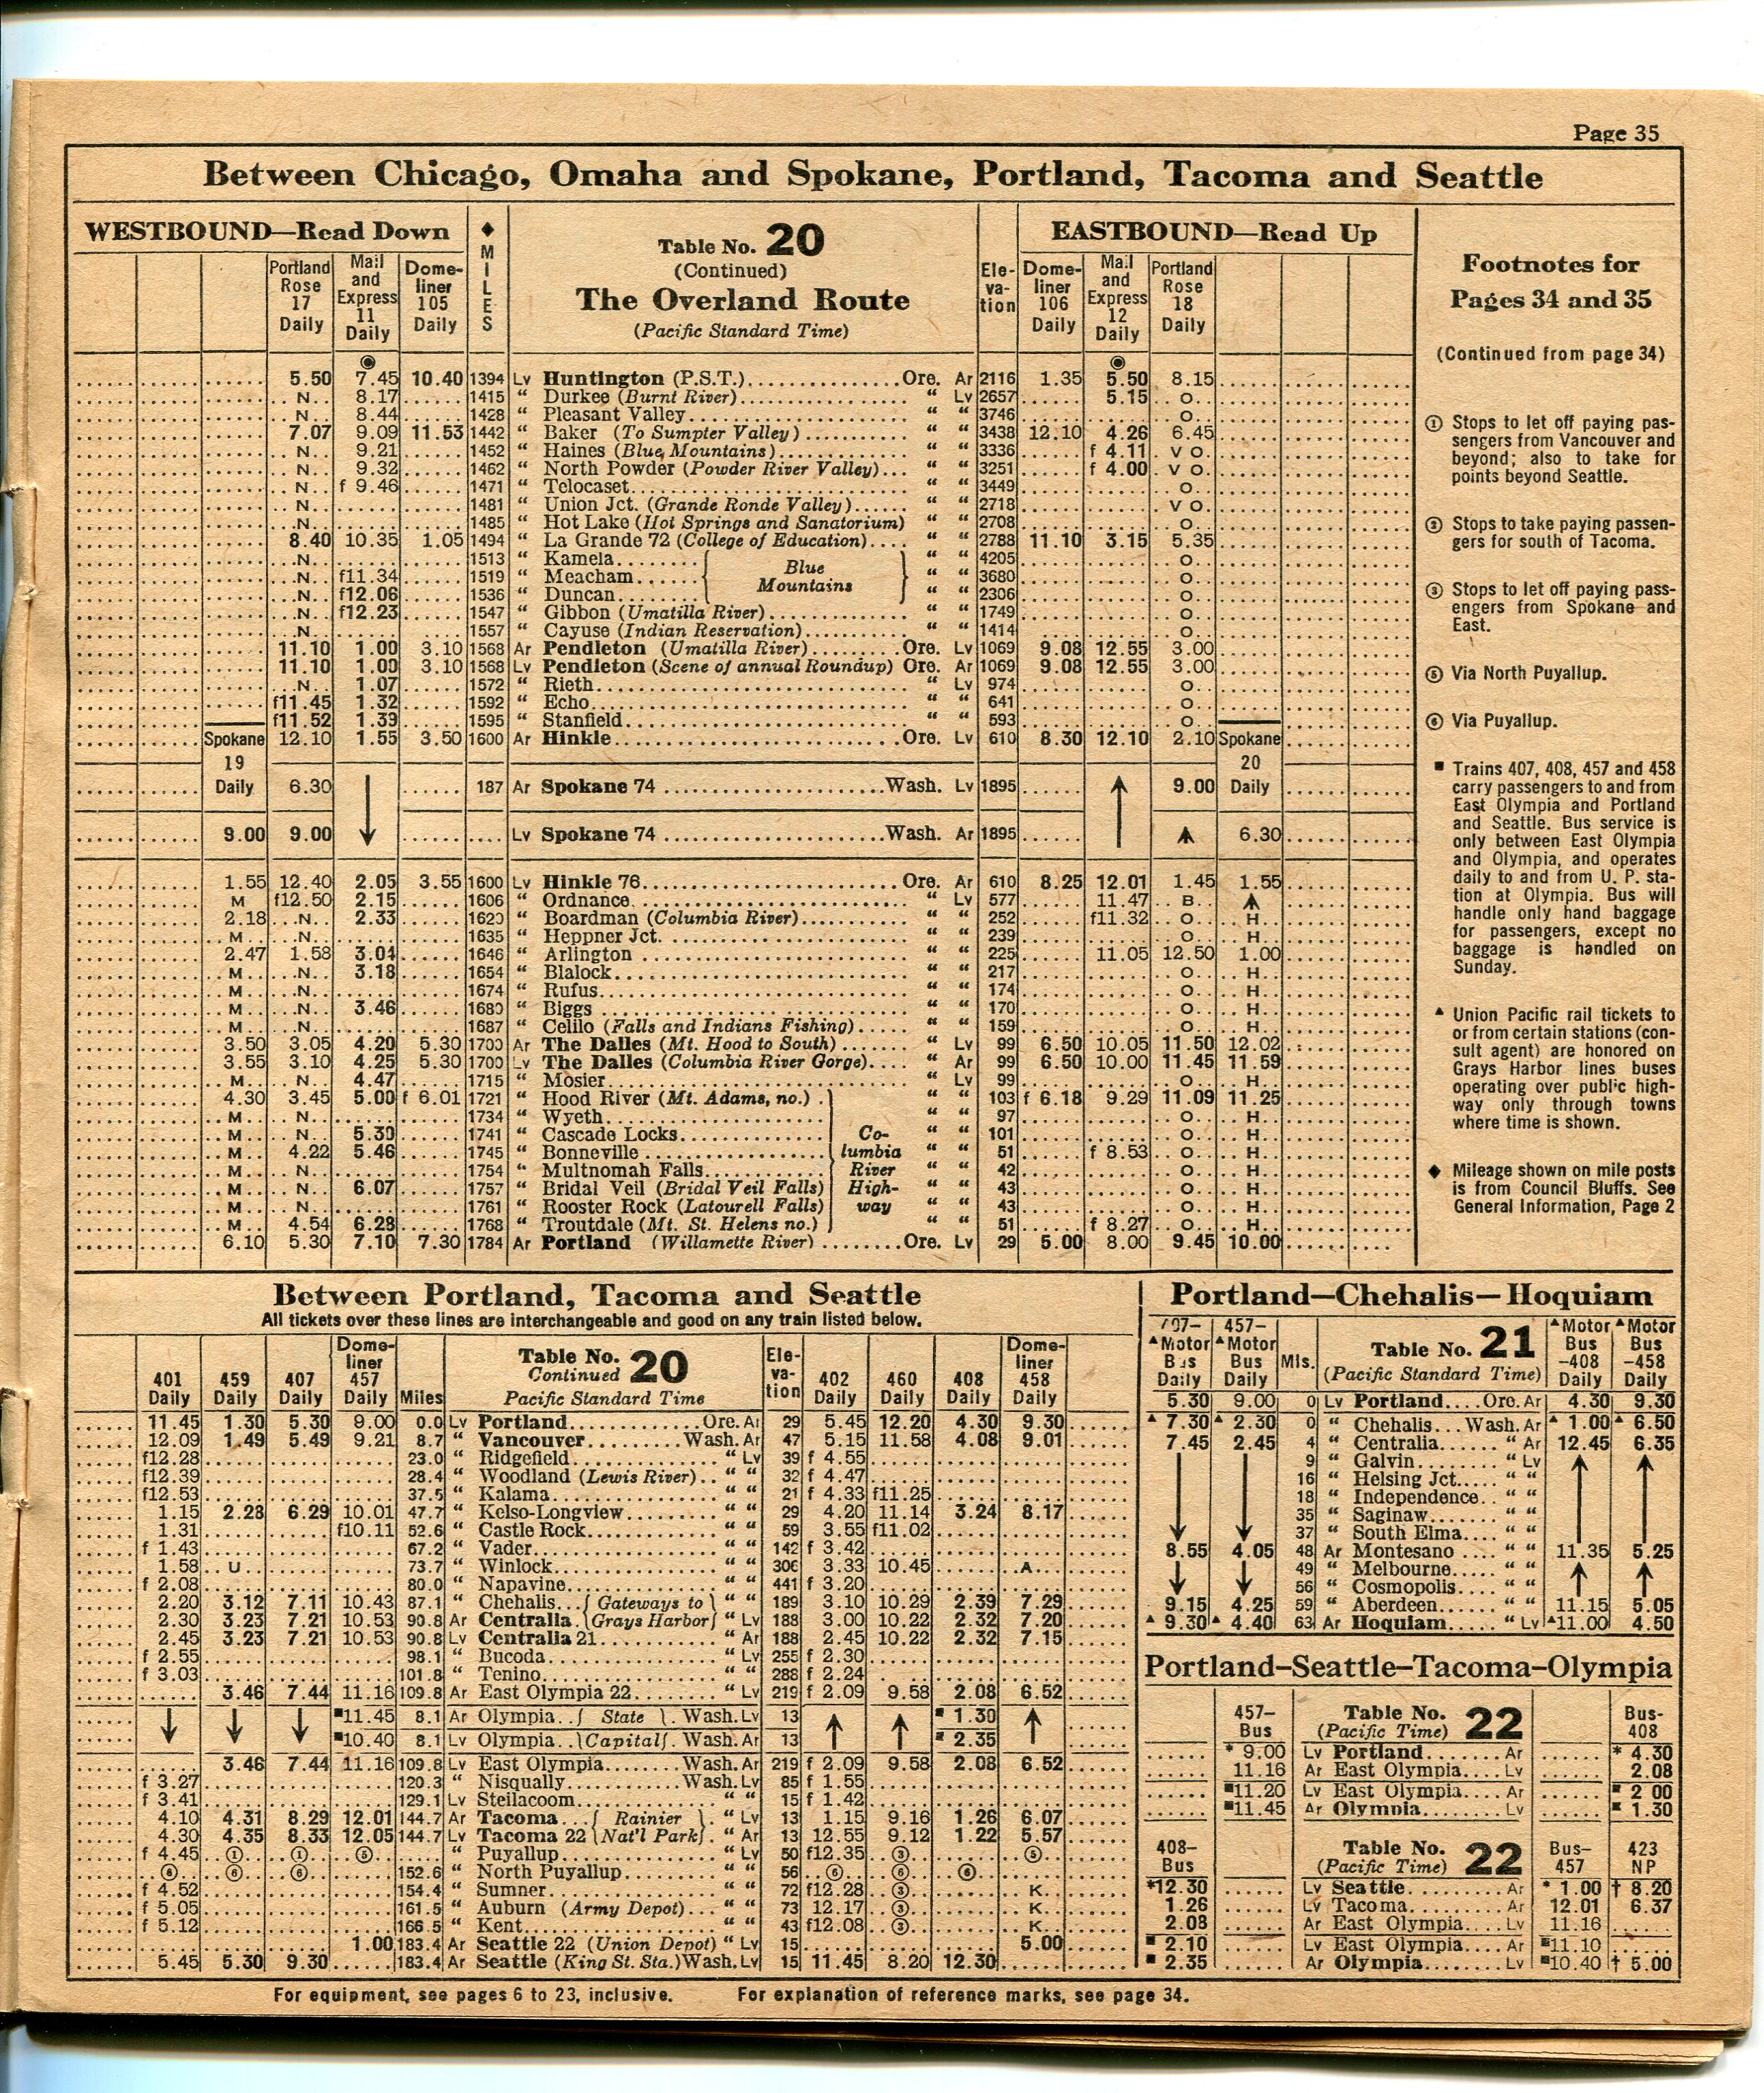 Page 35
Between Chicago, Omaha and Spokane, Portland, Tacoma and Seattle
WESTBOUND—Read Down ◆ MILES Table No. 20 (Continued) The Overland Route (Pacific Standard Time) Elevation EASTBOUND—Read Up
Portland Rose 17 Daily Mail and Express 11 Daily Domeliner 105 Daily Domeliner 106 Daily Mail and Express 12 Daily Portland Rose 18 Daily
5.50 7.45 10.40 1394 Lv Huntington (P.S.T.) Ore. Ar 2116 1.35 5.50 8.15
N 8.17 1415 “ Durkee (Burnt River) “ Lv 2657 5.15 O
N 8.44 1428 “ Pleasant Valley “ “ 3746 O
7.07 9.09 11.53 1442 “ Baker (To Sumpter Valley) “ “ 3438 12.10 4.26 6.45
N 9.21 1452 “ Haines (Blue Mountains) “ “ 3336 f 4.11 V O
N 9.32 1462 “ North Powder (Powder River Valley) “ “ 3251 f 4.00 V O
N f 9.46 1471 “ Telocaset “ “ 3449 O
N 1481 “ Union Jct. (Grande Ronde Valley) “ “ 2718 V O
N 1485 “ Hot Lake (Hot Springs and Sanatorium) “ “ 2708 O
8.40 10.35 1.05 1494 “ La Grande 72 (College of Education) “ “ 2788 11.10 3.15 5.35
N 1513 “ Kamela “ “ 4205 O
N f11.34 1519 “ Meacham Blue Mountains “ “ 3680 O
N f12.06 1536 “ Duncan “ “ 2306 O
N f12.23 1547 “ Gibbon (Umatilla River) “ “ 1749 O
N 1557 “ Cayuse (Indian Reservation) “ “ 1414 O
11.10 1.00 3.10 1568 Ar Pendleton (Umatilla River) Ore. Lv 1069 9.08 12.55 3.00
11.10 1.00 3.10 1568 Lv Pendleton (Scene of annual Roundup) Ore. Ar 1069 9.08 12.55 3.00
N 1.07 1572 “ Rieth “ Lv 974 O
f11.45 1.32 1592 “ Echo “ “ 641 O
f11.52 1.39 1595 “ Stanfield “ “ 593 O
Spokane 12.10 1.55 3.50 1600 Ar Hinkle Ore. Lv 610 8.30 12.10 2.10 Spokane
19 20
Daily 6.30 187 Ar Spokane 74 Wash. Lv 1895 9.00 Daily
9.00 9.00 Lv Spokane 74 Wash. Ar 1895 6.30
1.55 12.40 2.05 3.55 1600 Lv Hinkle 76 Ore. Ar 610 8.25 12.01 1.45 1.55
M f12.50 2.15 1606 “ Ordnance “ Lv 577 11.47 B
2.18 N 2.33 1620 “ Boardman (Columbia River) “ “ 252 f11.32 O H
M N 1635 “ Heppner Jct. “ “ 239 O H
2.47 1.58 3.01 1646 “ Arlington “ “ 225 11.05 12.50 1.00
M N 3.18 1654 “ Blalock “ “ 217 O H
M N 1674 “ Rufus “ “ 174 O H
M N 3.46 1680 “ Biggs “ “ 170 O H
M N 1687 “ Celilo (Falls and Indians Fishing) “ “ 159 O H
3.50 3.05 4.20 5.30 1700 Ar The Dalles (Mt. Hood to South) “ Lv 99 6.50 10.05 11.50 12.02
3.55 3.10 4.25 5.30 1700 Lv The Dalles (Columbia River Gorge) “ Ar 99 6.50 10.00 11.45 11.59
M N 4.47 1715 “ Mosier “ Lv 99 O H
4.30 3.45 5.00 f 6.01 1721 “ Hood River (Mt. Adams, no.) “ “ 103 f 6.18 9.29 11.09 11.25
M N 1734 “ Wyeth “ “ 97 O H
M N 5.30 1741 “ Cascade Locks Co- “ “ 101 O H
M 4.22 5.46 1745 “ Bonneville lumbia “ “ 51 f 8.53 O H
M N 1754 “ Multnomah Falls River “ “ 42 O H
M N 6.07 1757 “ Bridal Veil (Bridal Veil Falls) High- “ “ 43 O H
M N 1761 “ Rooster Rock (Latourell Falls) way “ “ 43 O H
M 4.54 6.28 1768 “ Troutdale (Mt. St. Helens no.) “ “ 51 f 8.27 O H
6.10 5.30 7.10 7.30 1784 Ar Portland (Willamette River) Ore. Lv 29 5.00 8.00 9.45 10.00
Footnotes for
Pages 34 and 35
(Continued from page 34)
① Stops to let off paying pas-
sengers from Vancouver and
beyond; also to take for
points beyond Seattle.
② Stops to take paying passen-
gers for south of Tacoma.
③ Stops to let off paying pass-
engers from Spokane and
East.
⑤ Via North Puyallup.
⑥ Via Puyallup.
■ Trains 407, 408, 457 and 458
carry passengers to and from
East Olympia and Portland
and Seattle. Bus service is
only between East Olympia
and Olympia, and operates
daily to and from U. P. sta-
tion at Olympia. Bus will
handle only hand baggage
for passengers, except no
baggage is handled on
Sunday.
▲ Union Pacific rail tickets to
or from certain stations (con-
sult agent) are honored on
Grays Harbor lines buses
operating over public high-
way only through towns
where time is shown.
◆ Mileage shown on mile posts
is from Council Bluffs. See
General Information, Page 2
Between Portland, Tacoma and Seattle
All tickets over these lines are interchangeable and good on any train listed below.
401 Daily 459 Daily 407 Daily Domeliner 457 Daily Miles Table No. 20 Continued Pacific Standard Time Elevation 402 Daily 460 Daily 408 Daily Domeliner 458 Daily
11.45 1.30 5.30 9.00 0.0 Lv Portland Ore. Ar 29 5.45 12.20 4.30 9.30
12.09 1.49 5.49 9.21 8.7 “ Vancouver Wash. Ar 47 5.15 11.58 4.08 9.01
f12.28 23.0 “ Ridgefield “ Lv 39 f 4.55
f12.39 28.4 “ Woodland (Lewis River) “ “ 32 f 4.47
f12.53 37.5 “ Kalama “ “ 21 f 4.33 f11.25
1.15 2.28 6.29 10.01 47.7 “ Kelso-Longview “ “ 29 4.20 11.14 3.24 8.17
1.31 f10.11 52.6 “ Castle Rock “ “ 59 3.55 f11.02
f 1.43 67.2 “ Vader “ “ 142 f 3.42
1.58 U 73.7 “ Winlock “ “ 306 3.33 10.45 A
f 2.08 80.0 “ Napavine “ “ 441 f 3.20
2.20 3.12 7.11 10.43 87.1 “ Chehalis Gateways to “ “ 189 3.10 10.29 2.39 7.29
2.30 3.23 7.21 10.53 90.8 Ar Centralia Grays Harbor “ Lv 188 3.00 10.22 2.32 7.20
2.45 3.23 7.21 10.53 90.8 Lv Centralia 21 “ Ar 188 2.45 10.22 2.32 7.15
f 2.55 98.1 “ Bucoda “ Lv 255 f 2.30
f 3.03 101.8 “ Tenino “ “ 288 f 2.24
3.46 7.44 11.16 109.8 Ar East Olympia 22 “ Lv 219 f 2.09 9.58 2.08 6.52
■11.45 8.1 Ar Olympia State Wash. Lv 13 ■ 1.30
■10.40 8.1 Lv Olympia Capital Wash. Ar 13 ■ 2.35
3.46 7.44 11.16 109.8 Lv East Olympia Wash. Ar 219 f 2.09 9.58 2.08 6.52
f 3.27 120.3 “ Nisqually Wash. Lv 85 f 1.55
f 3.41 129.1 Lv Steilacoom “ “ 15 f 1.42
4.10 4.31 8.29 12.01 144.7 Ar Tacoma Rainier “ Lv 13 1.15 9.16 1.26 6.07
4.30 4.35 8.33 12.05 144.7 Lv Tacoma 22 Nat'l Park “ Ar 13 12.55 9.12 1.22 5.57
f 4.45 ① ① ⑤ “ Puyallup “ Lv 50 f12.35 ③ ⑤
⑥ ⑥ ⑥ 152.6 “ North Puyallup “ “ 56 ⑥ ⑥ ⑥
f 4.52 154.4 “ Sumner “ “ 72 f12.28 ③ K
f 5.05 161.5 “ Auburn (Army Depot) “ “ 73 12.17 ③ K
f 5.12 166.5 “ Kent “ “ 43 f12.08 ③ K
1.00 183.4 Ar Seattle 22 (Union Depot) “ Lv 15 5.00
5.45 5.30 9.30 183.4 Ar Seattle (King St. Sta.) Wash. Lv 15 11.45 8.20 12.30
Portland—Chehalis—Hoquiam
407– ▲Motor Bus Daily 457– ▲Motor Bus Daily Mls. Table No. 21 (Pacific Standard Time) ▲Motor Bus –408 Daily ▲Motor Bus –458 Daily
5.30 9.00 0 Lv Portland Ore. Ar 4.30 9.30
▲ 7.30 ▲ 2.30 0 “ Chehalis Wash. Ar ▲ 1.00 ▲ 6.50
7.45 2.45 4 “ Centralia “ Ar 12.45 6.35
9 “ Galvin “ Lv
16 “ Helsing Jct. “ “
18 “ Independence “ “
35 “ Saginaw “ “
37 “ South Elma “ “
8.55 4.05 48 Ar Montesano “ “ 11.35 5.25
49 “ Melbourne “ “
56 “ Cosmopolis “ “
9.15 4.25 59 “ Aberdeen “ “ 11.15 5.05
▲ 9.30 ▲ 4.40 63 Ar Hoquiam “ Lv ▲11.00 4.50
Portland–Seattle–Tacoma–Olympia
457– Bus Table No. 22 (Pacific Time) Bus- 408
* 9.00 Lv Portland Ar * 4.30
11.16 Ar East Olympia Lv 2.08
■11.20 Lv East Olympia Ar ■ 2 00
■11.45 Ar Olympia Lv ■ 1.30
408– Bus Table No. 22 (Pacific Time) Bus– 457 423 NP
*12.30 Lv Seattle Ar * 1.00 † 8.20
1.26 Lv Tacoma Ar 12.01 6.37
2.08 Ar East Olympia Lv 11.16
■ 2.10 Lv East Olympia Ar ■11.10
■ 2.35 Ar Olympia Lv ■10.40 † 5.00
For equipment, see pages 6 to 23, inclusive. For explanation of reference marks, see page 34.